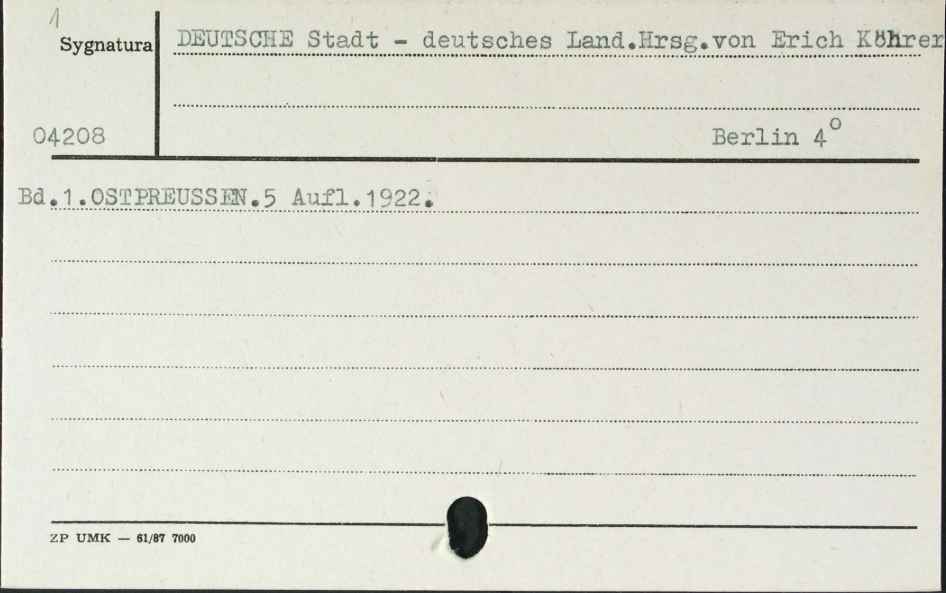 1
Sygnatura
DEUTSCHE Stadt - deutsches Land.Hrsg.von Erich Köhrer
04208
Berlin 4º
Bd.1.OSTPREUSSEN.5 Aufl.1922.
ZP UMK — 61/87 7000